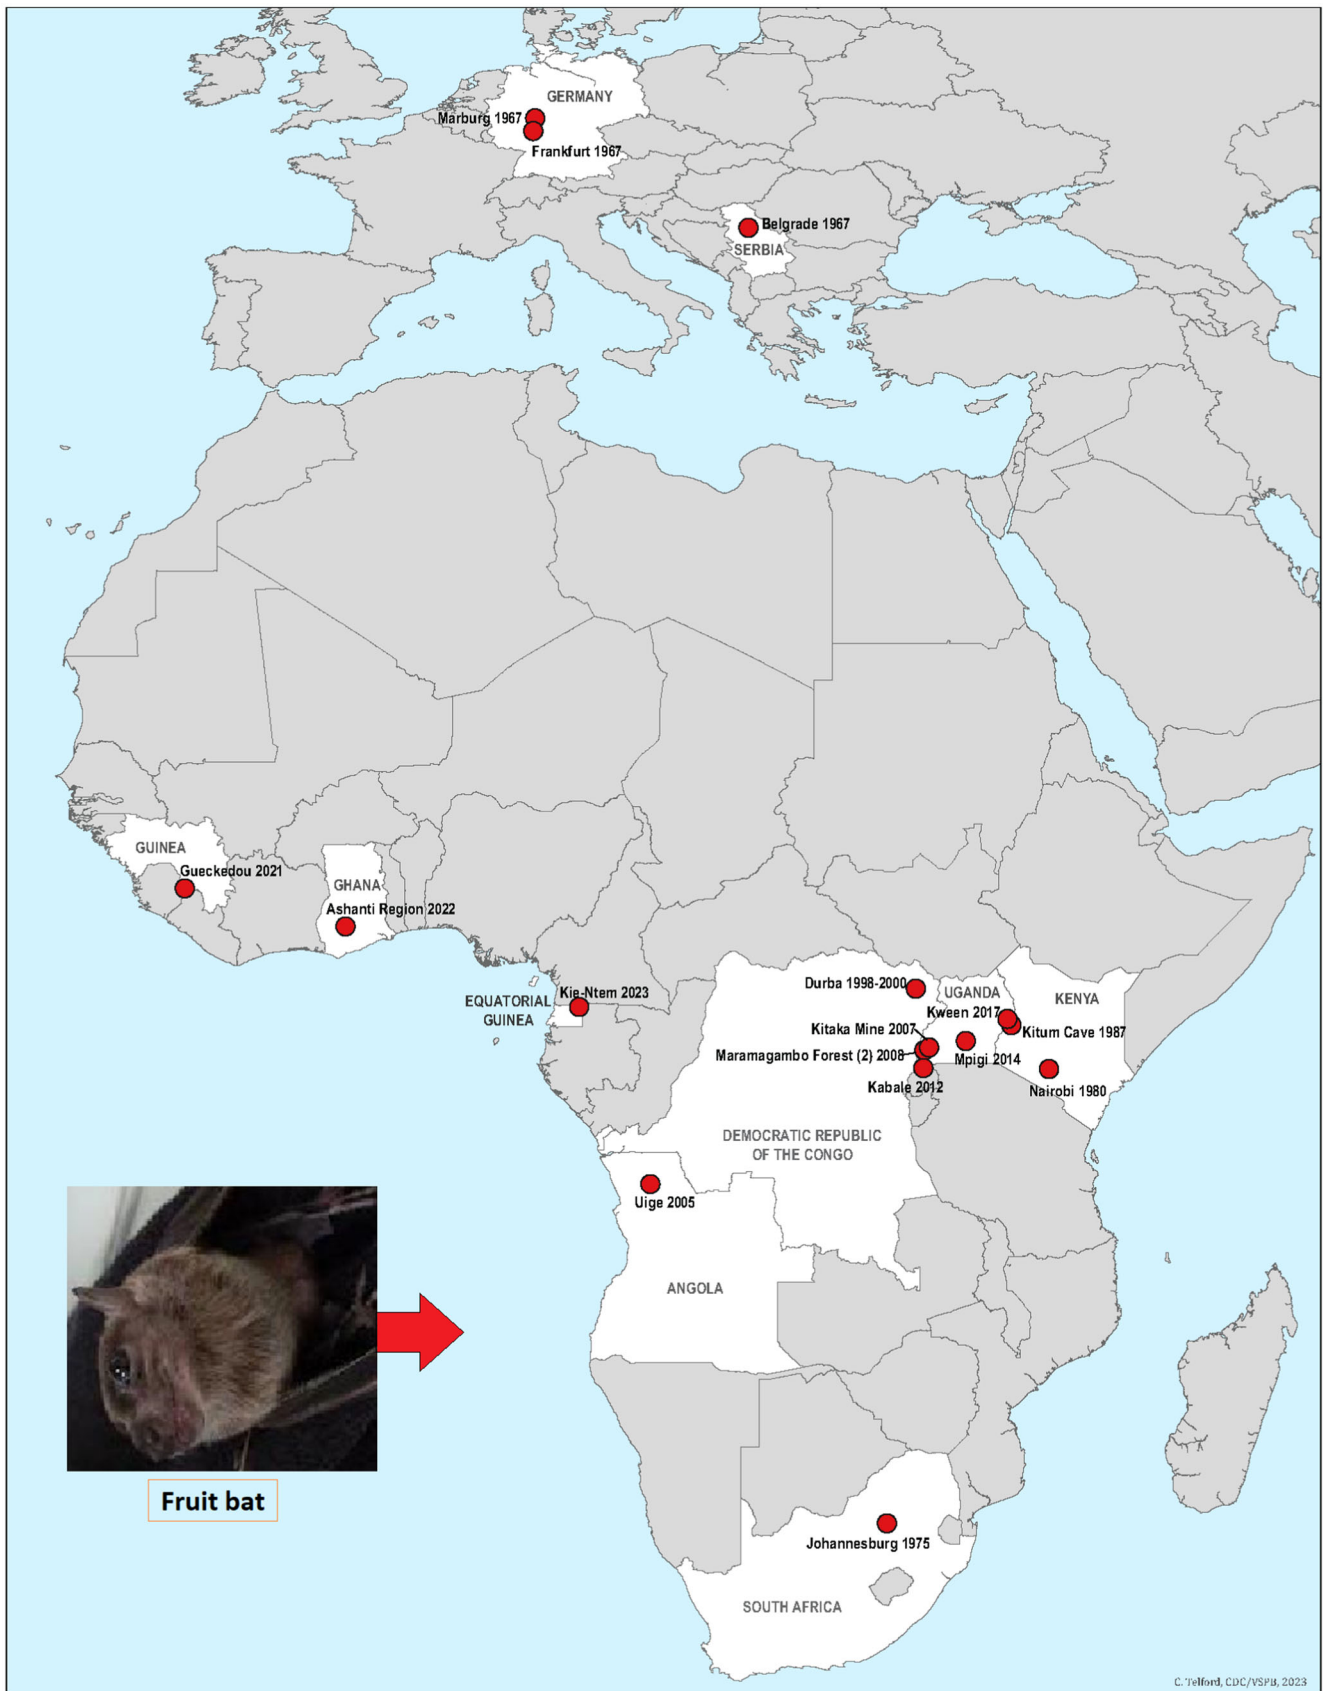 GERMANY
Marburg 1967
Frankfurt 1967
Belgrade 1967
SERBIA
GUINEA
Gueckedou 2021
GHANA
Ashanti Region 2022
Kie-Ntem 2023
EQUATORIAL
GUINEA
Durba 1998-2000
UGANDA
KENYA
Kween 2017
Kitaka Mine 2007
Kitum Cave 1987
Maramagambo Forest (2) 2008
Mpigi 2014
Kabale 2012
Nairobi 1980
DEMOCRATIC REPUBLIC
OF THE CONGO
Uige 2005
ANGOLA
Fruit bat
Johannesburg 1975
SOUTH AFRICA
C. Telford, CDC/VSPB, 2023